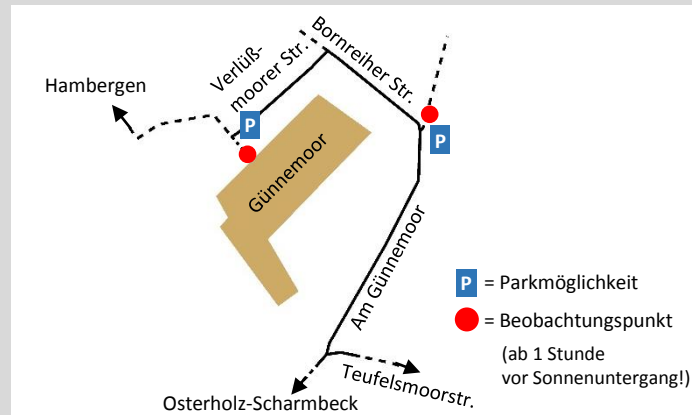 Hambergen
Verlüß-
moorer Str.
Bornreiher Str.
P
P
Günnemoor
Am Günnemoor
P = Parkmöglichkeit
= Beobachtungspunkt
(ab 1 Stunde
vor Sonnenuntergang!)
Teufelsmoorstr.
Osterholz-Scharmbeck